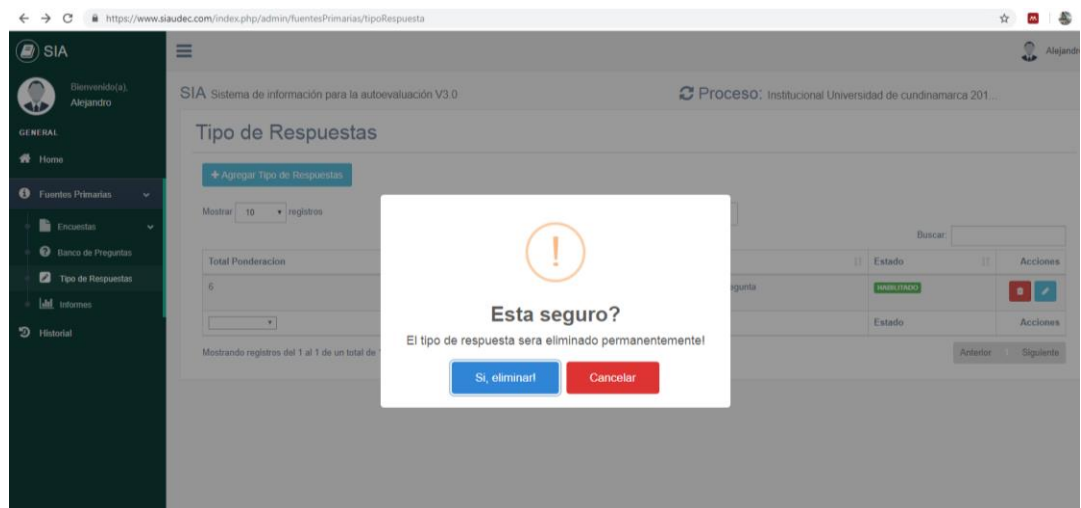 https://www.siaudec.com/index.php/admin/fuentesPrimarias/tipoRespuesta
SIA
Alejandr
Bienvenido(a),
Alejandro
SIA Sistema de información para la autoevaluación V3.0
Proceso: Institucional Universidad de cundinamarca 201...
GENERAL
Home
Fuentes Primarias
Encuestas
Banco de Preguntas
Tipo de Respuestas
Informes
Historial
Tipo de Respuestas
+ Agregar Tipo de Respuestas
Mostrar 10 registros
Buscar:
Total Ponderacion
Estado
Acciones
6
HABILITADO
Estado
Acciones
Mostrando registros del 1 al 1 de un total de
Anterior 1 Siguiente
!
Esta seguro?
El tipo de respuesta sera eliminado permanentemente!
Si, eliminar!
Cancelar